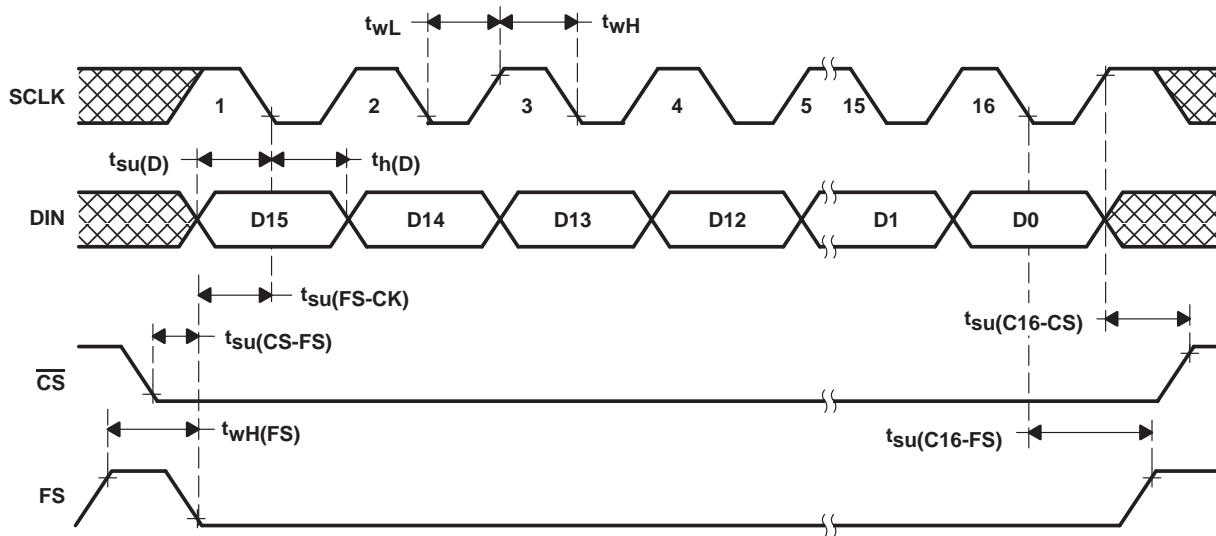 twL
twH
SCLK
1
2
3
4
5
15
16
tsu(D)
th(D)
DIN
D15
D14
D13
D12
D1
D0
tsu(FS-CK)
tsu(CS-FS)
tsu(C16-CS)
CS
twH(FS)
tsu(C16-FS)
FS